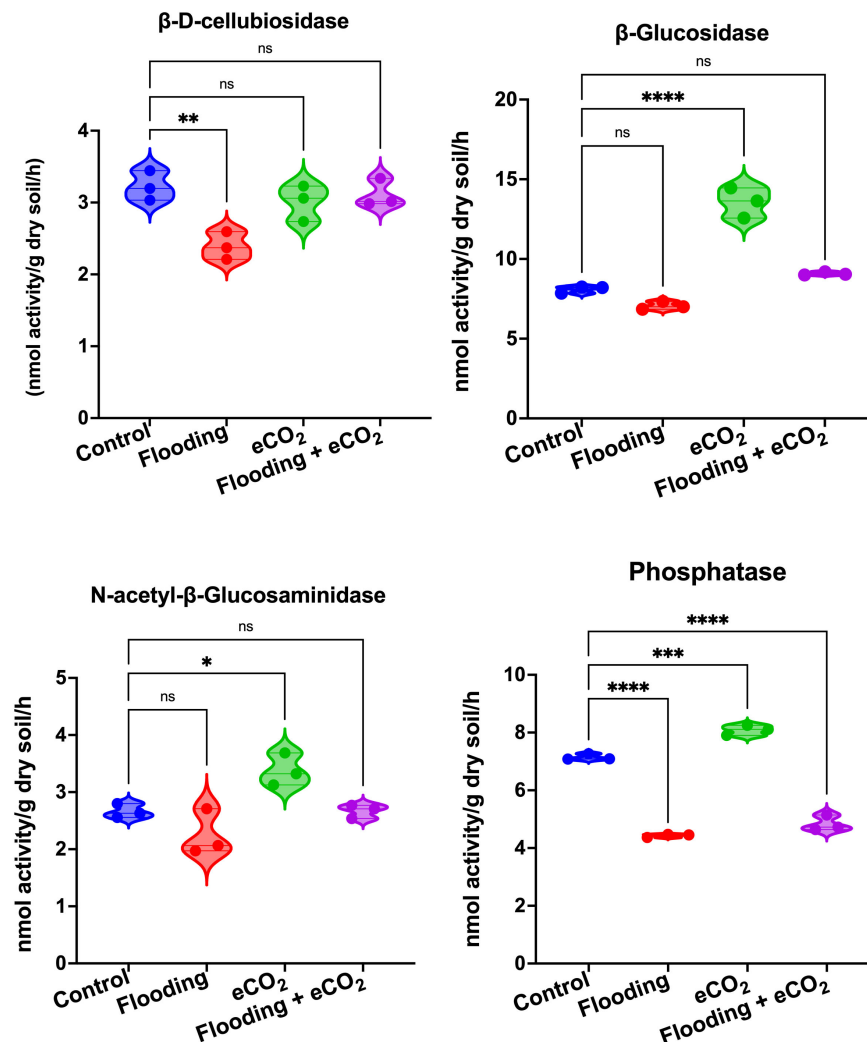 β-D-cellubiosidase
ns
ns
**
(nmol activity/g dry soil/h)
4
3
2
1
0
Control
Flooding
eCO₂
Flooding + eCO₂
β-Glucosidase
ns
****
ns
nmol activity/g dry soil/h
20
15
10
5
0
Control
Flooding
eCO₂
Flooding + eCO₂
N-acetyl-β-Glucosaminidase
ns
*
ns
nmol activity/g dry soil/h
5
4
3
2
1
0
Control
Flooding
eCO₂
Flooding + eCO₂
Phosphatase
****
***
****
nmol activity/g dry soil/h
10
8
6
4
2
0
Control
Flooding
eCO₂
Flooding + eCO₂